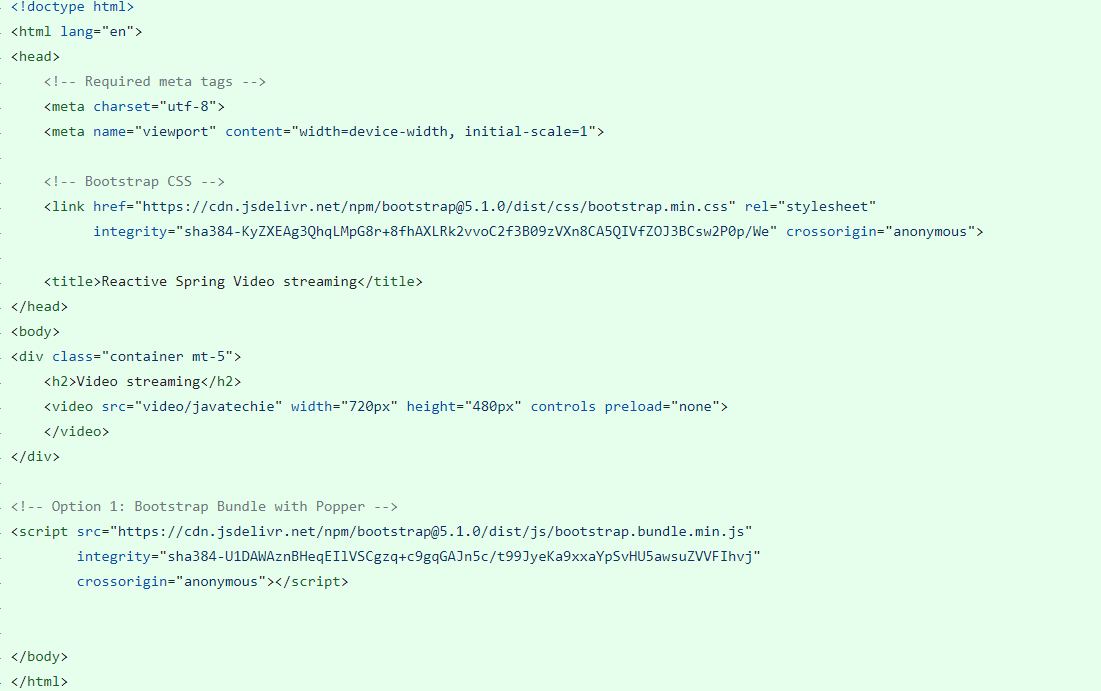 <!doctype html>
<html lang="en">
<head>
    <!-- Required meta tags -->
    <meta charset="utf-8">
    <meta name="viewport" content="width=device-width, initial-scale=1">

    <!-- Bootstrap CSS -->
    <link href="https://cdn.jsdelivr.net/npm/bootstrap@5.1.0/dist/css/bootstrap.min.css" rel="stylesheet"
          integrity="sha384-KyZXEAg3QhqLMpG8r+8fhAXLRk2vvoC2f3B09zVXn8CA5QIVfZOJ3BCsw2P0p/We" crossorigin="anonymous">

    <title>Reactive Spring Video streaming</title>
</head>
<body>
<div class="container mt-5">
    <h2>Video streaming</h2>
    <video src="video/javatechie" width="720px" height="480px" controls preload="none">
    </video>
</div>

<!-- Option 1: Bootstrap Bundle with Popper -->
<script src="https://cdn.jsdelivr.net/npm/bootstrap@5.1.0/dist/js/bootstrap.bundle.min.js"
        integrity="sha384-U1DAWAznBHeqEIlVSCgzq+c9gqGAJn5c/t99JyeKa9xxaYpSvHU5awsuZVVFIhvj"
        crossorigin="anonymous"></script>


</body>
</html>